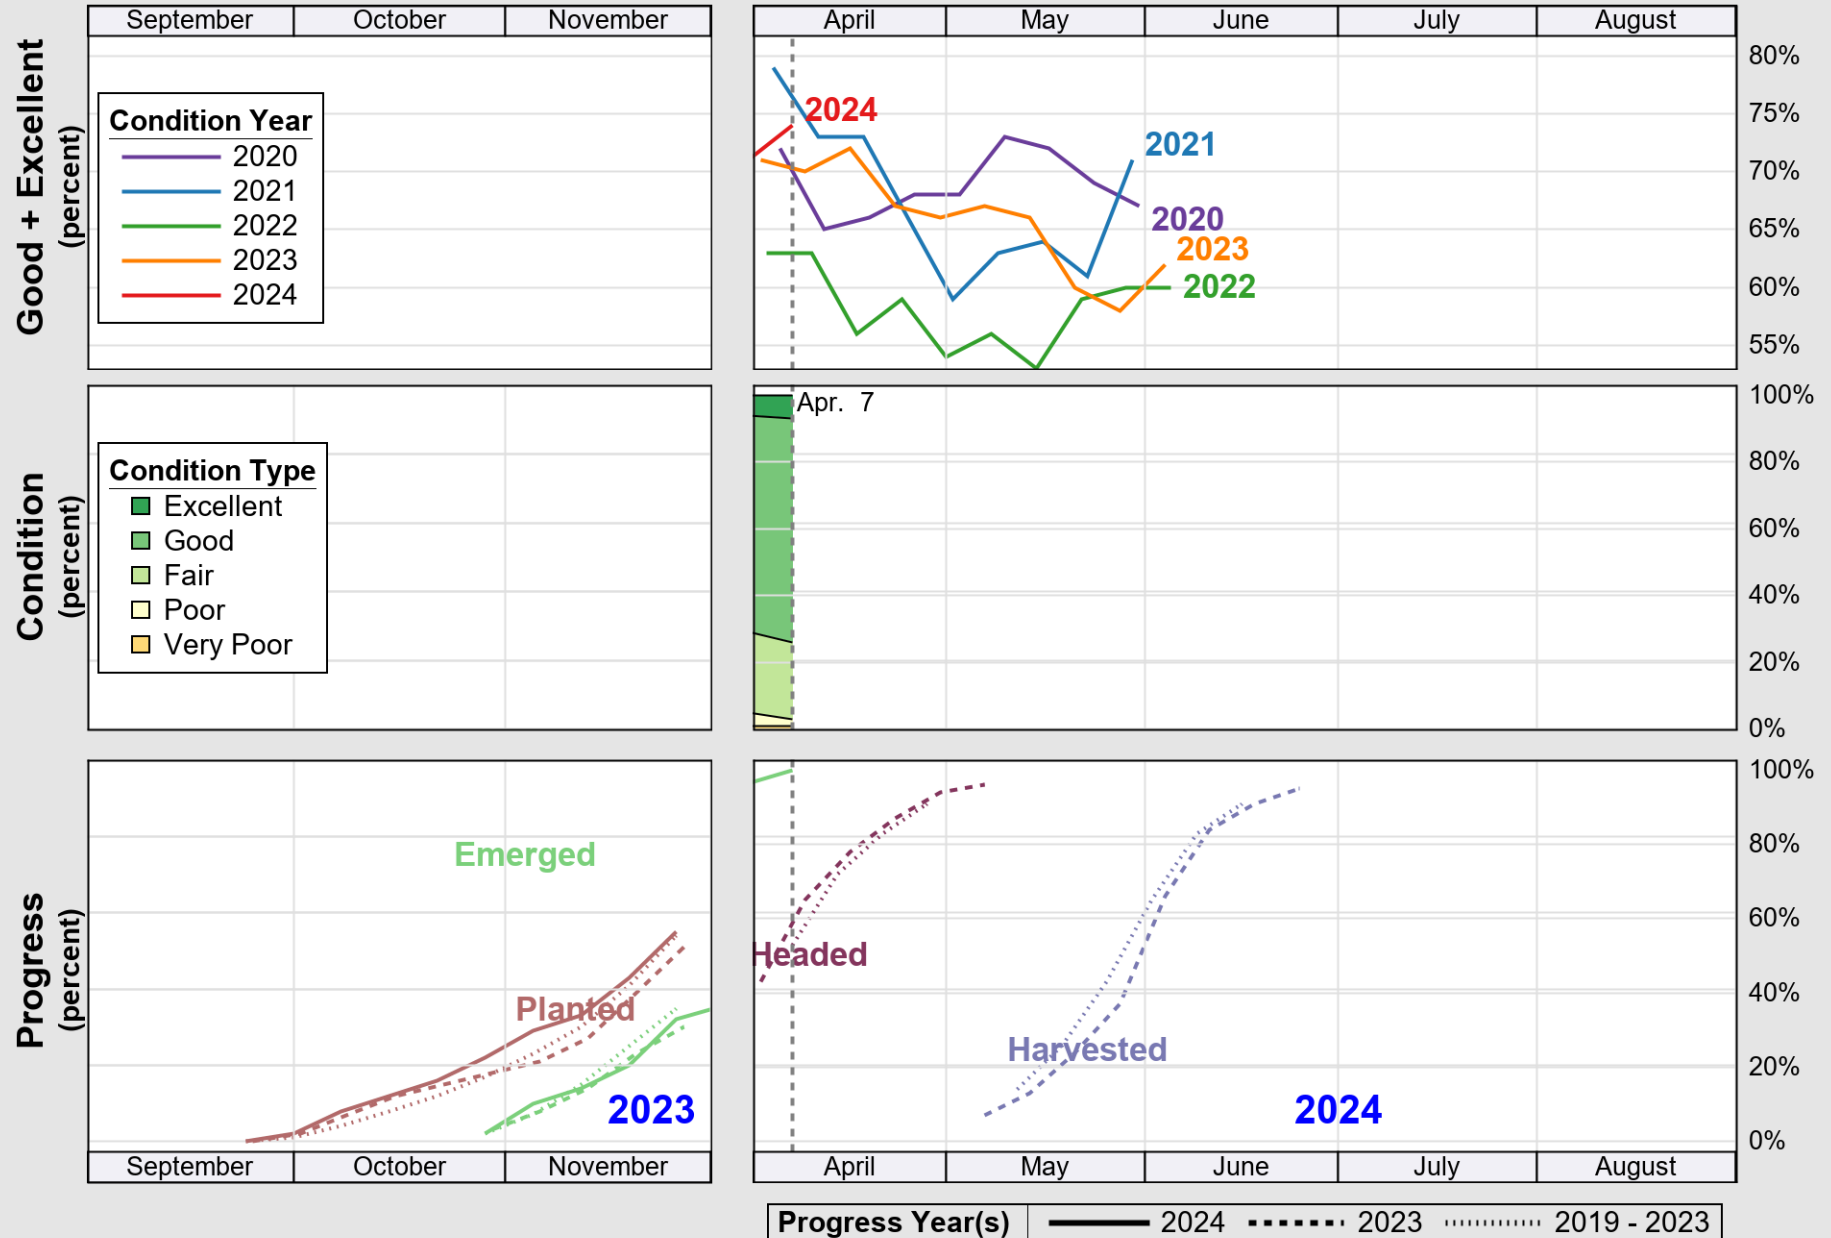 September October November April May June July August
Good + Excellent
(percent)
80%
75%
70%
65%
60%
55%
Condition Year
2020
2021
2022
2023
2024
2024
2021
2020
2023
2022
Condition
(percent)
100%
80%
60%
40%
20%
0%
Apr. 7
Condition Type
Excellent
Good
Fair
Poor
Very Poor
Progress
(percent)
100%
80%
60%
40%
20%
0%
Emerged
Headed
Planted
Harvested
2023
2024
September October November April May June July August
Progress Year(s) 2024 2023 2019 - 2023